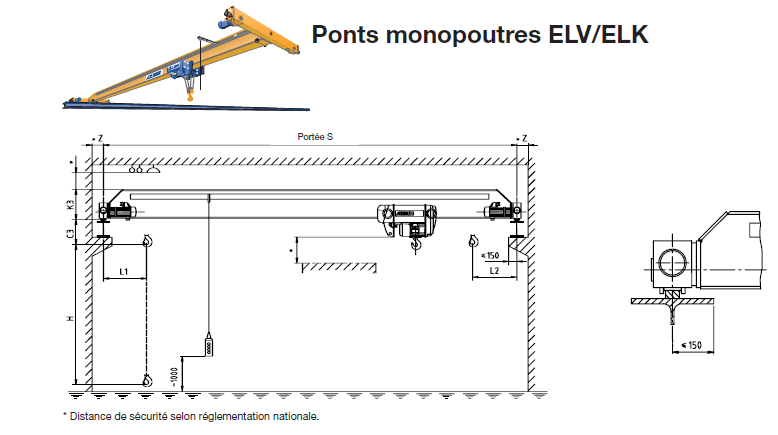 Ponts monopoutres ELV/ELK
Z
Portée S
Z
*
K3
C3
L1
*
≤ 150
L2
H
~1000
≤ 150
* Distance de sécurité selon réglementation nationale.